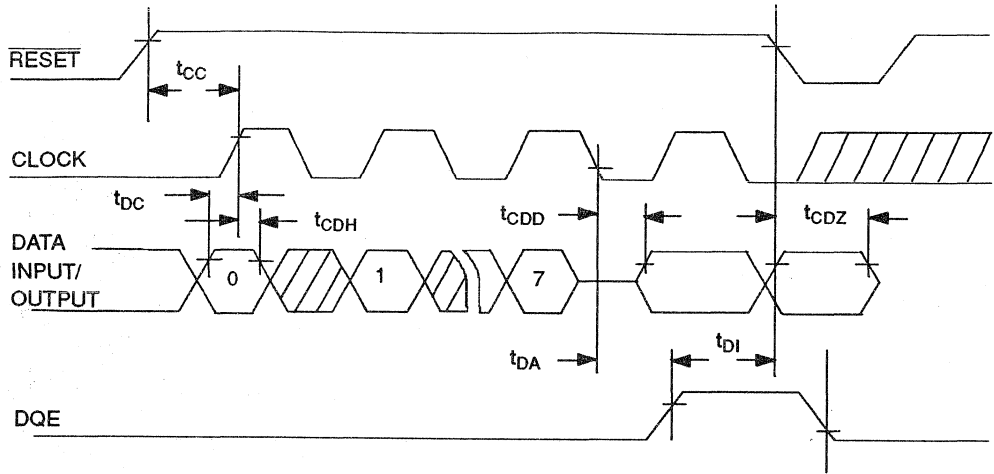 RESET
tCC
CLOCK
tDC
tCDH
tCDD
tCDZ
DATA
INPUT/
OUTPUT
0
1
7
tDA
tDI
DQE